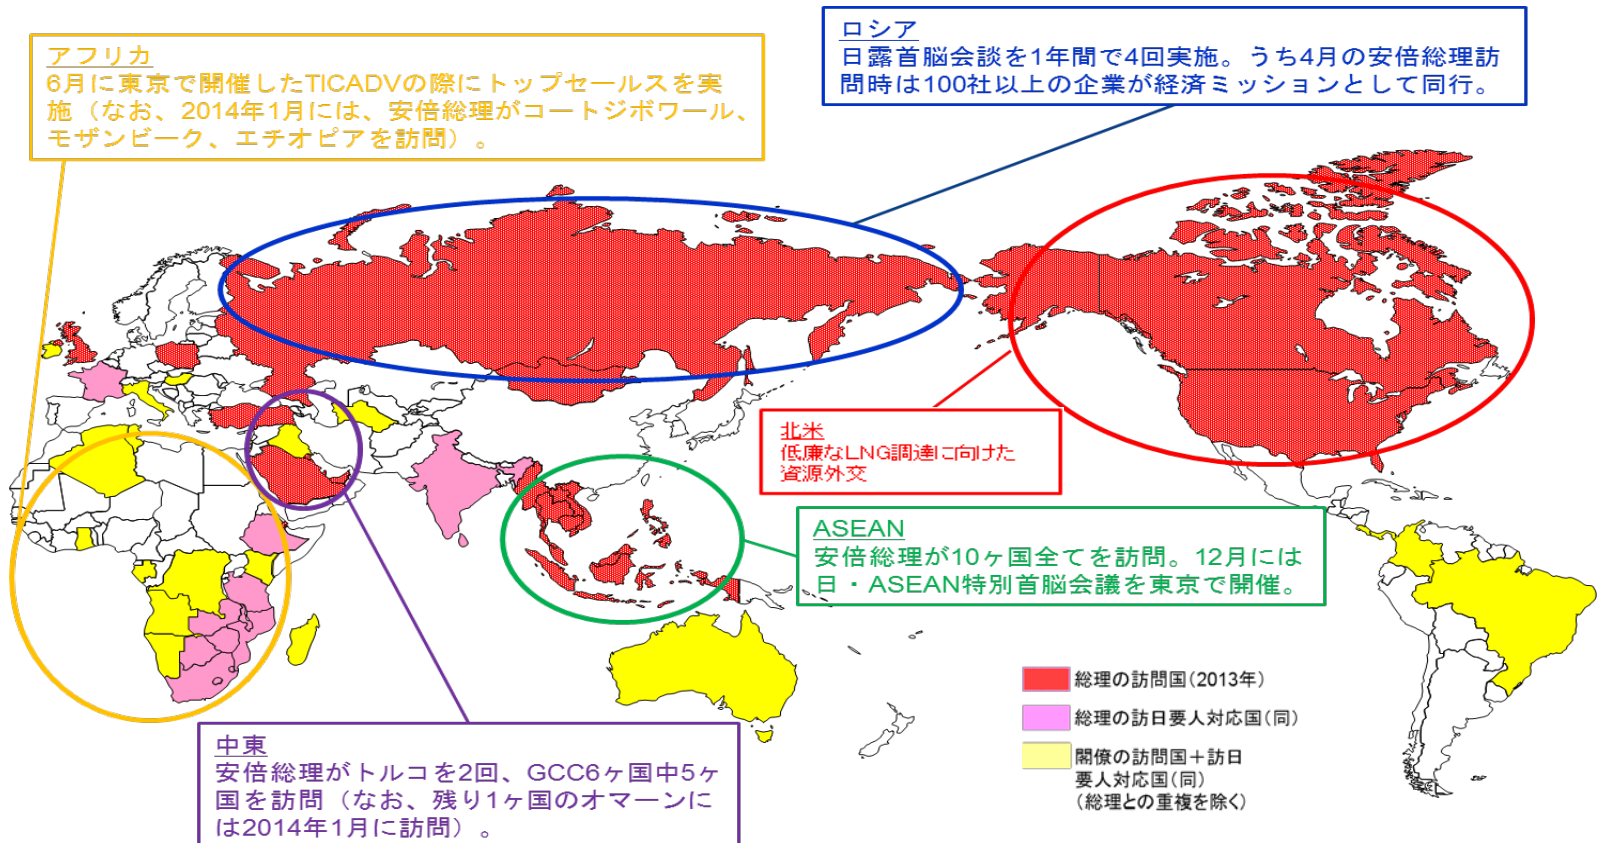 アフリカ
6月に東京で開催したTICADVの際にトップセールスを実
施（なお、2014年1月には、安倍総理がコートジボワール、
モザンビーク、エチオピアを訪問）。
ロシア
日露首脳会談を1年間で4回実施。うち4月の安倍総理訪
問時は100社以上の企業が経済ミッションとして同行。
北米
低廉なLNG調達に向けた
資源外交
ASEAN
安倍総理が10ヶ国全てを訪問。12月には
日・ASEAN特別首脳会議を東京で開催。
中東
安倍総理がトルコを2回、GCC6ヶ国中5ヶ
国を訪問（なお、残り1ヶ国のオマーンに
は2014年1月に訪問）。
総理の訪問国（2013年）
総理の訪日要人対応国（同）
閣僚の訪問国＋訪日
要人対応国（同）
（総理との重複を除く）